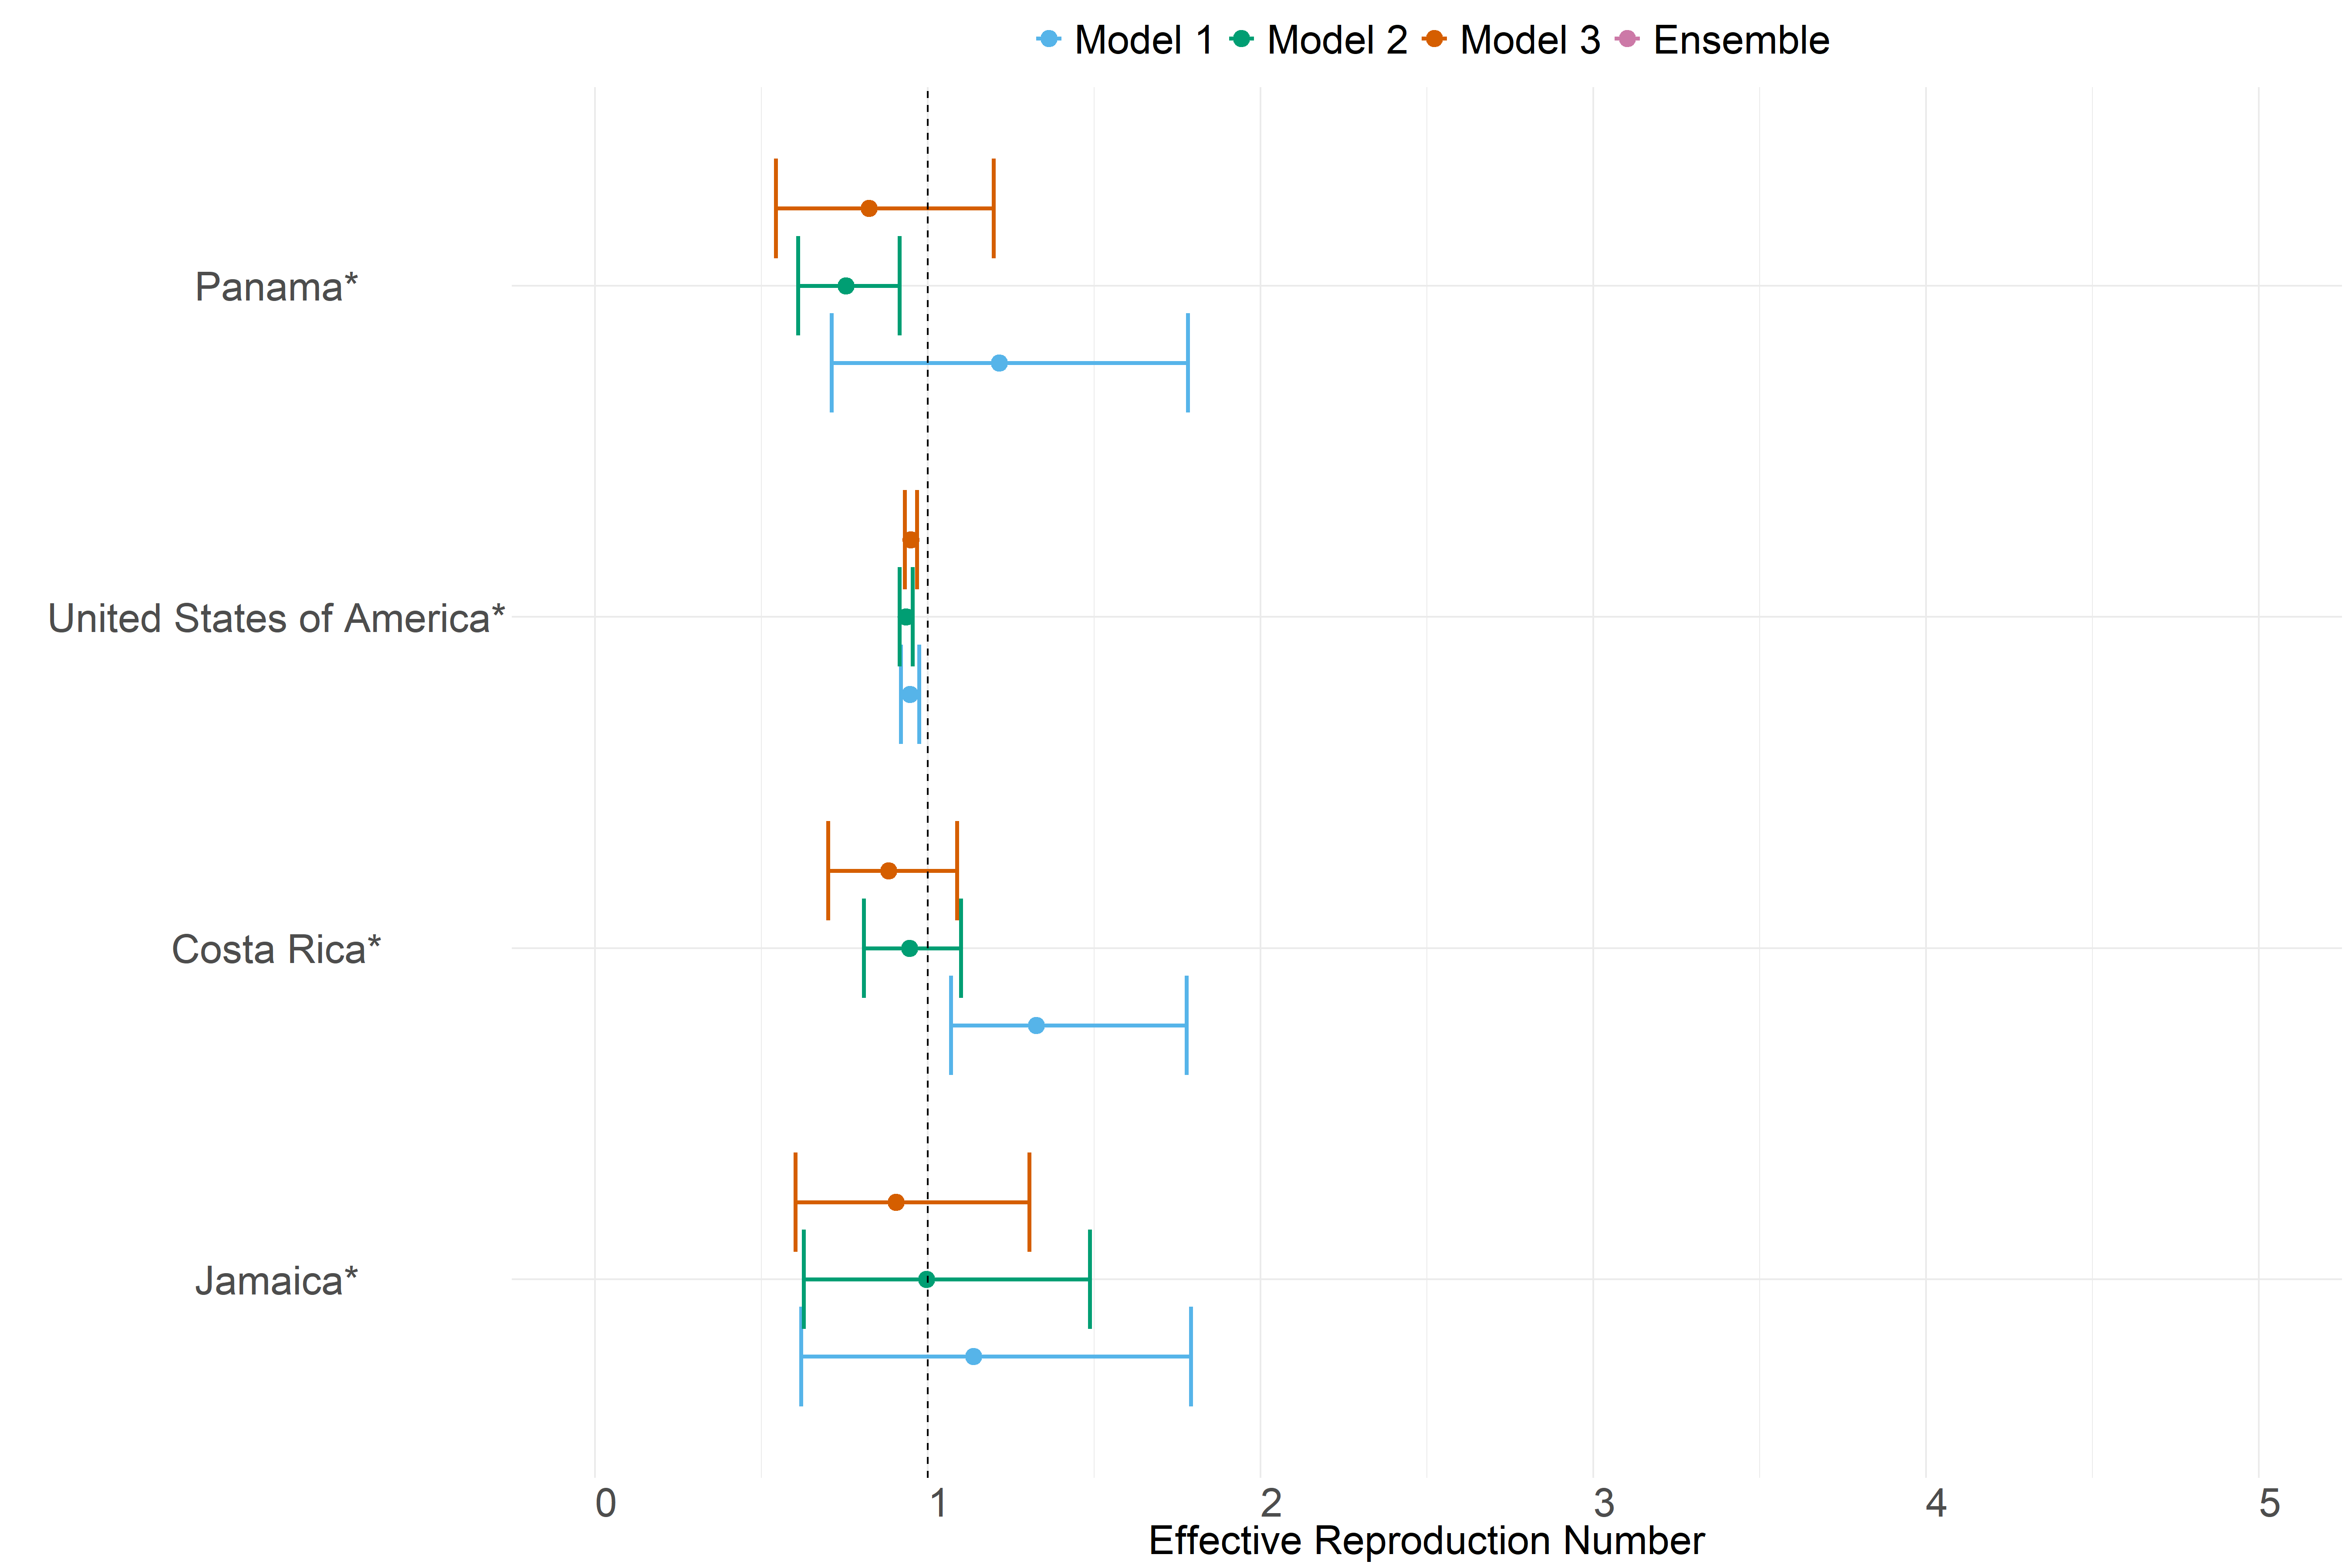 Model 1 Model 2 Model 3 Ensemble
Panama*
United States of America*
Costa Rica*
Jamaica*
0 1 2 3 4 5
Effective Reproduction Number